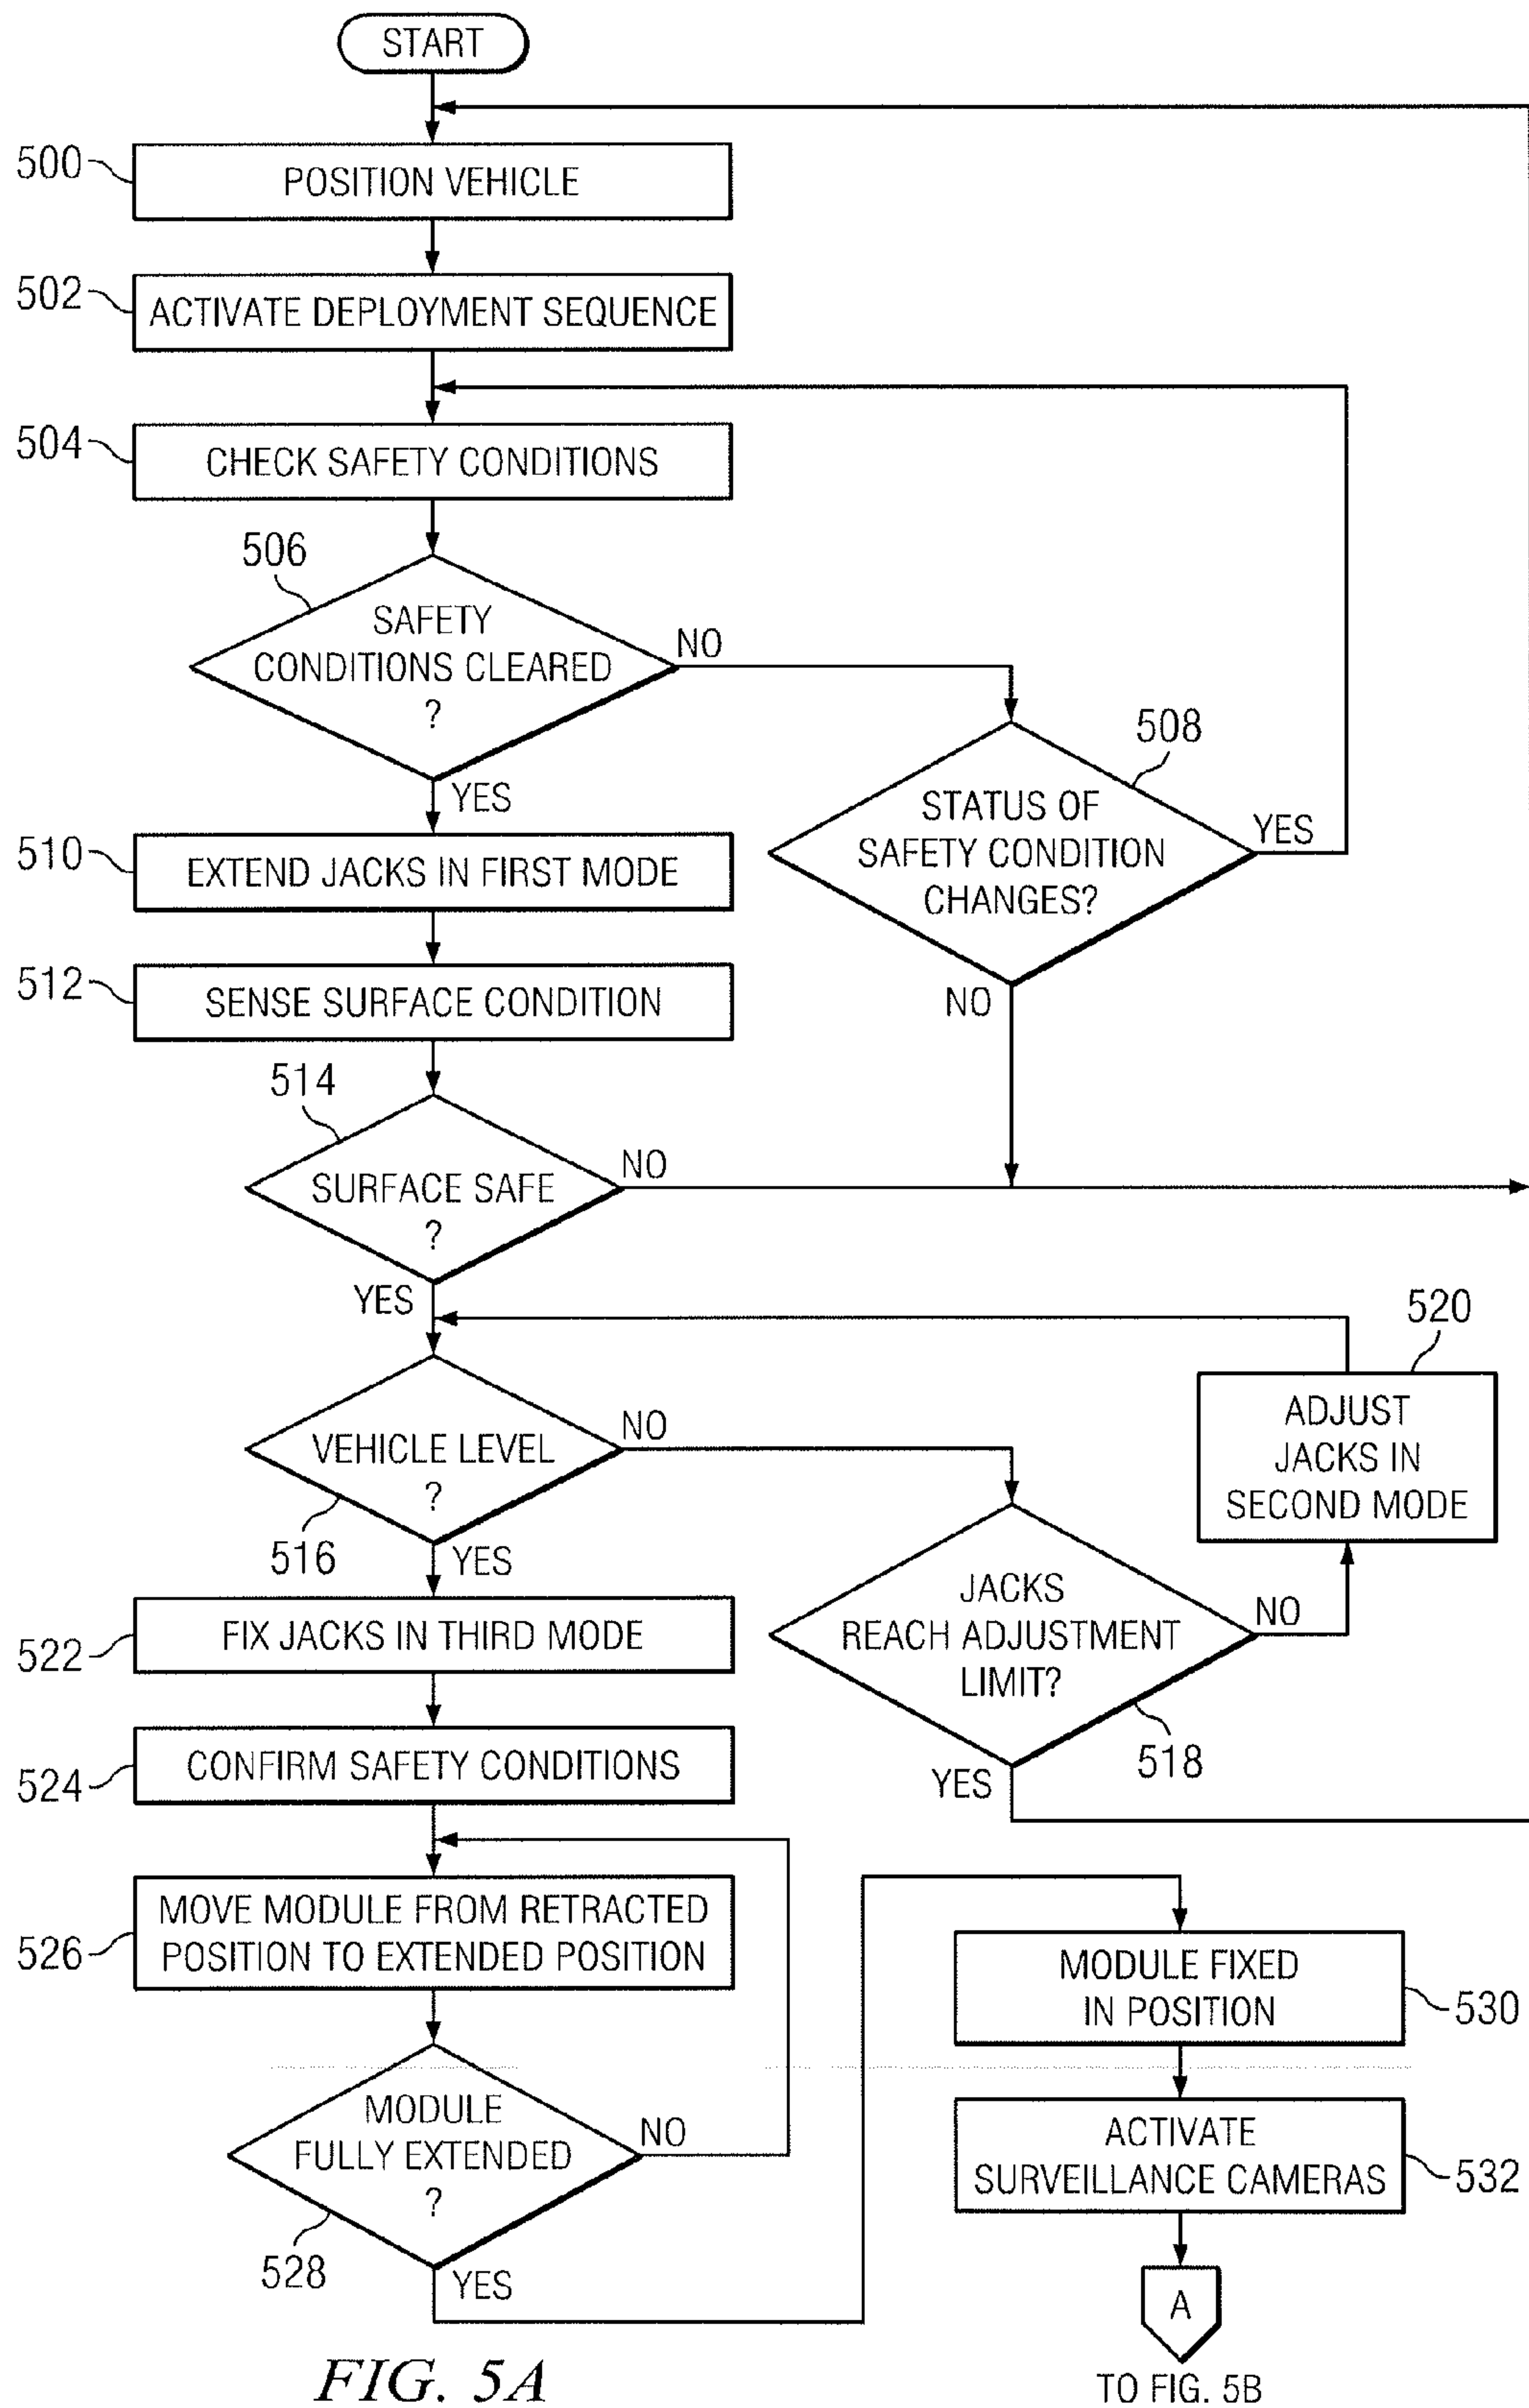 START
500
POSITION VEHICLE
502
ACTIVATE DEPLOYMENT SEQUENCE
504
CHECK SAFETY CONDITIONS
506
SAFETY
CONDITIONS CLEARED
?
NO
YES
508
STATUS OF
SAFETY CONDITION
CHANGES?
YES
NO
510
EXTEND JACKS IN FIRST MODE
512
SENSE SURFACE CONDITION
514
SURFACE SAFE
?
NO
YES
516
VEHICLE LEVEL
?
NO
YES
518
JACKS
REACH ADJUSTMENT
LIMIT?
NO
YES
520
ADJUST
JACKS IN
SECOND MODE
522
FIX JACKS IN THIRD MODE
524
CONFIRM SAFETY CONDITIONS
526
MOVE MODULE FROM RETRACTED
POSITION TO EXTENDED POSITION
528
MODULE
FULLY EXTENDED
?
NO
YES
MODULE FIXED
IN POSITION
530
ACTIVATE
SURVEILLANCE CAMERAS
532
A
TO FIG. 5B
FIG. 5A